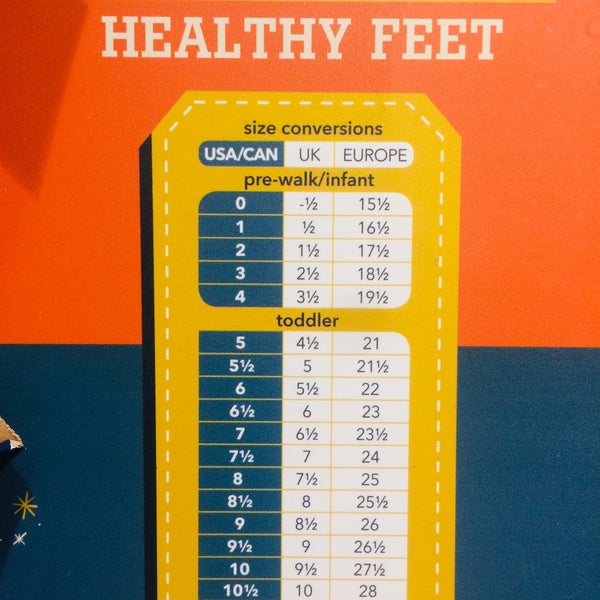 HEALTHY FEET
size conversions
USA/CAN UK EUROPE
pre-walk/infant
0 -½ 15½
1 ½ 16½
2 1½ 17½
3 2½ 18½
4 3½ 19½
toddler
5 4½ 21
5½ 5 21½
6 5½ 22
6½ 6 23
7 6½ 23½
7½ 7 24
8 7½ 25
8½ 8 25½
9 8½ 26
9½ 9 26½
10 9½ 27½
10½ 10 28